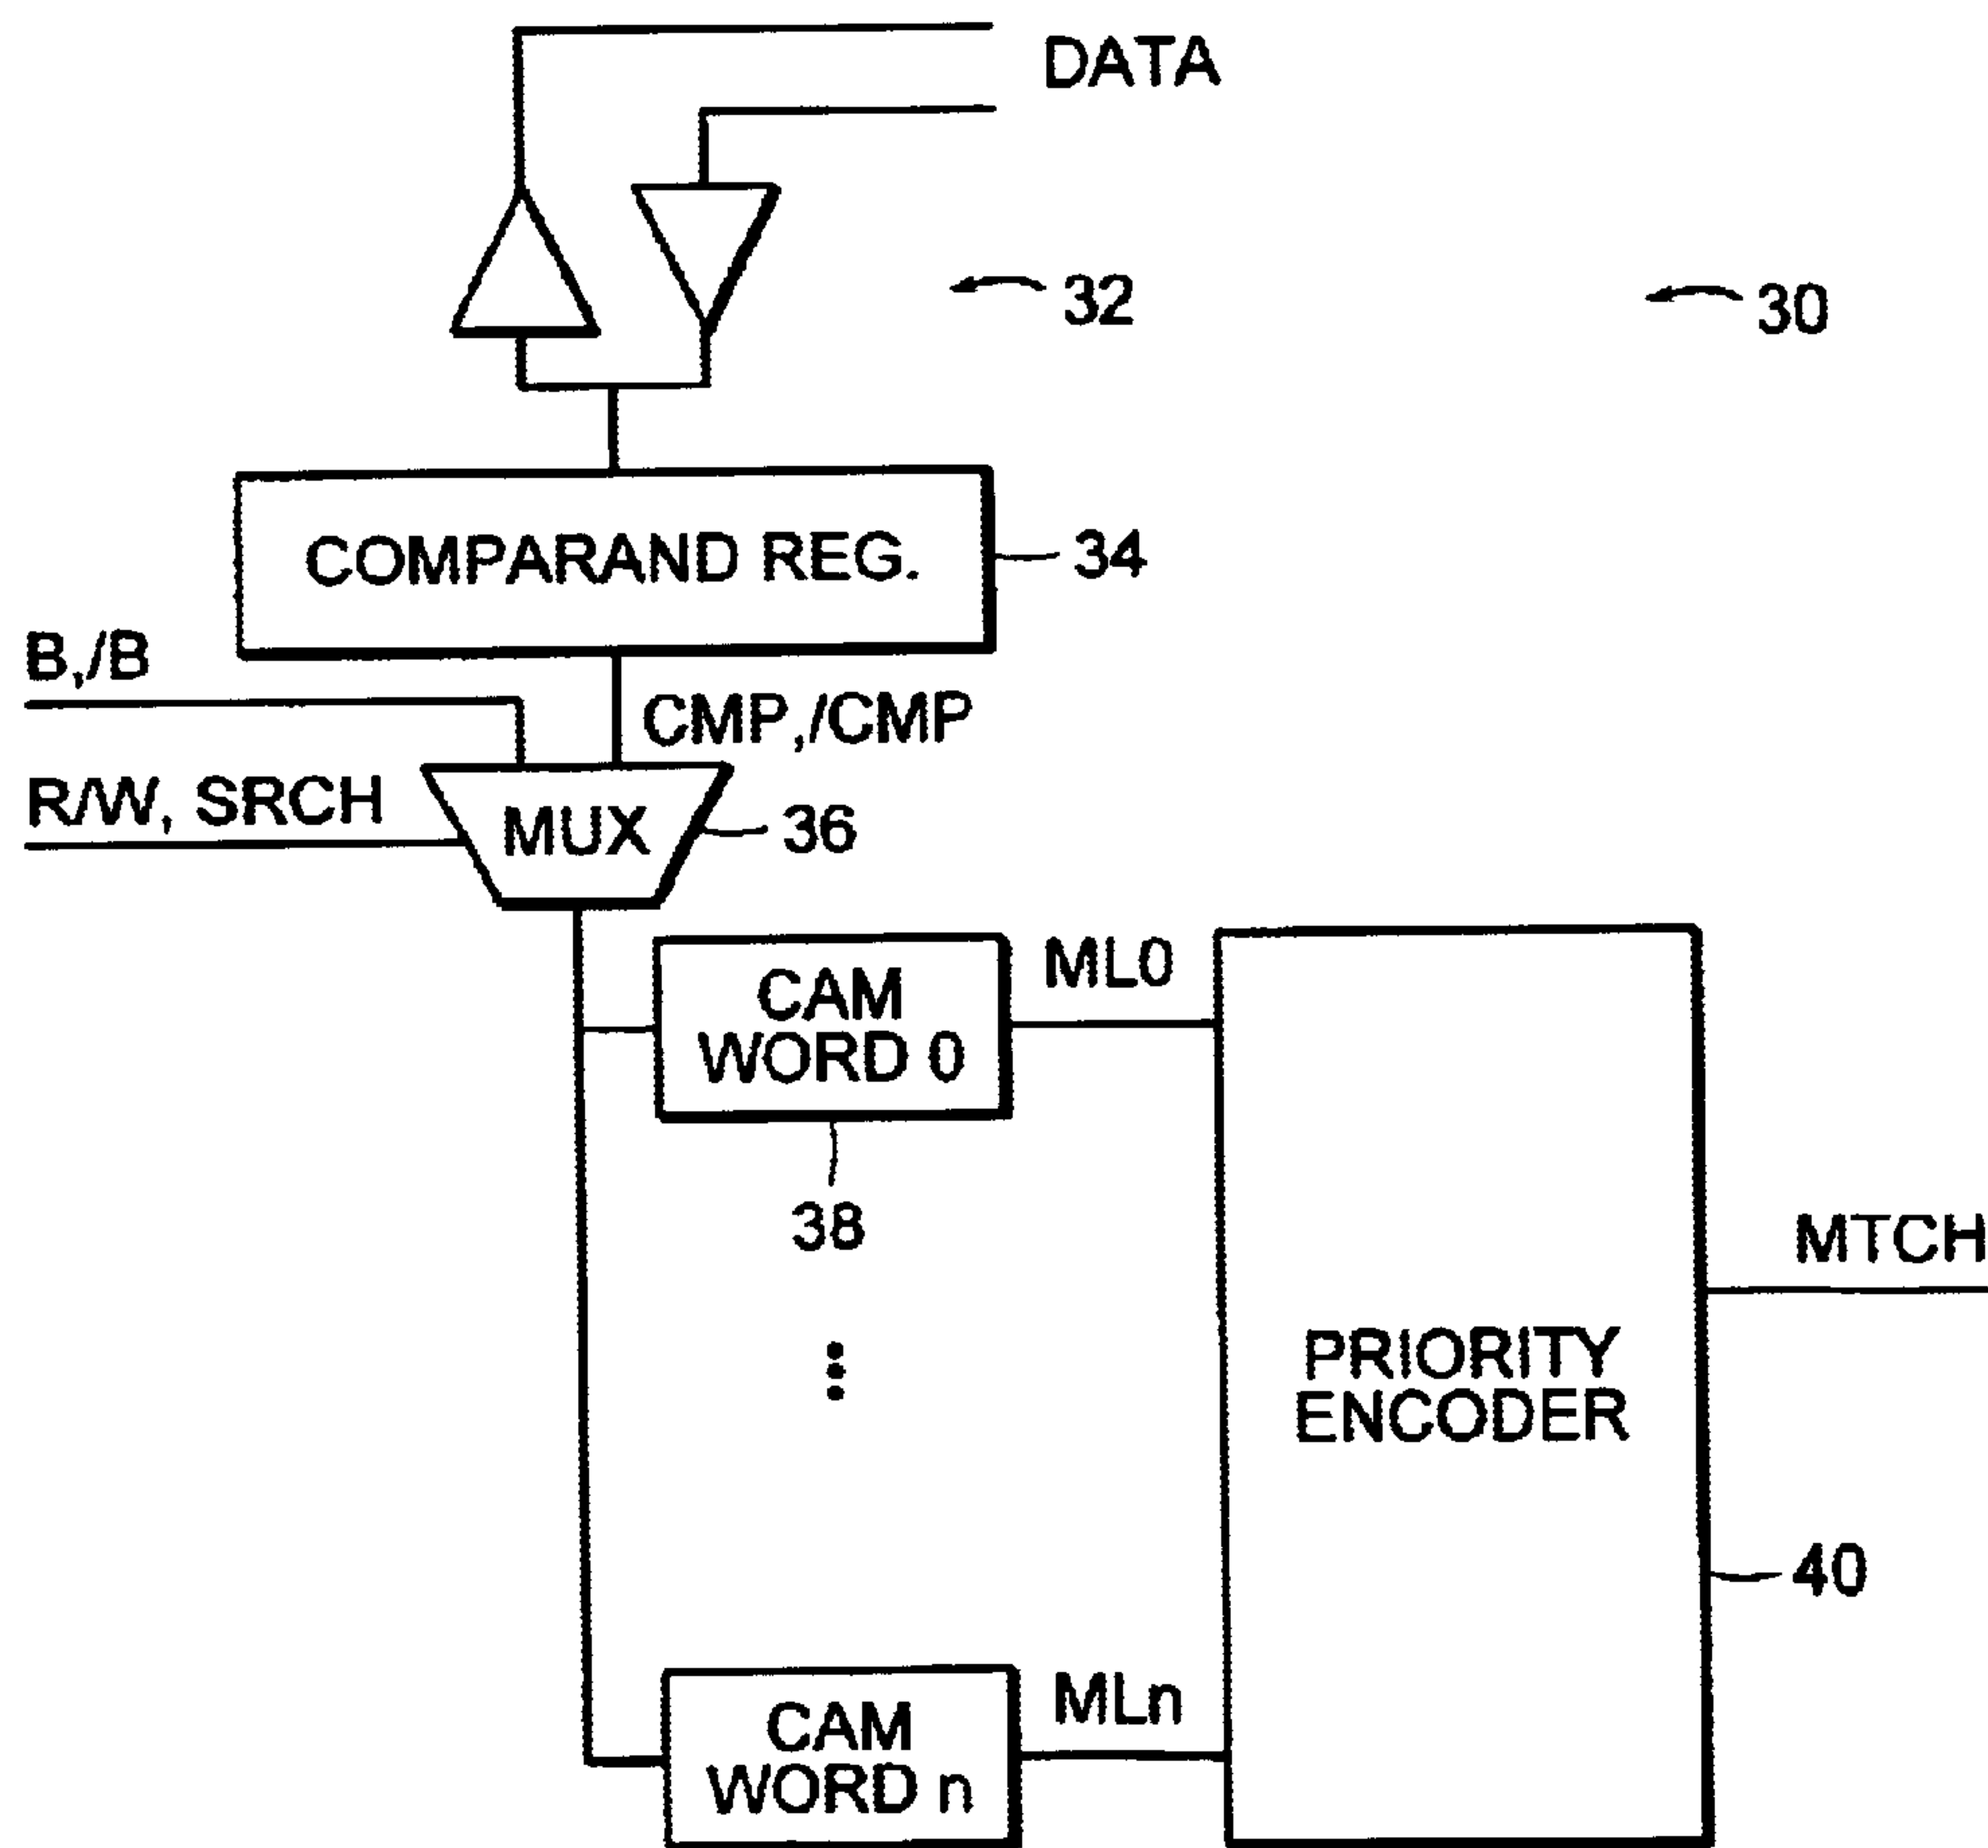 DATA
32
30
COMPARAND REG.
34
B,/B
CMP,/CMP
R/W, SRCH
MUX
36
CAM
WORD 0
ML0
38
MTCH
PRIORITY
ENCODER
40
CAM
WORD n
MLn